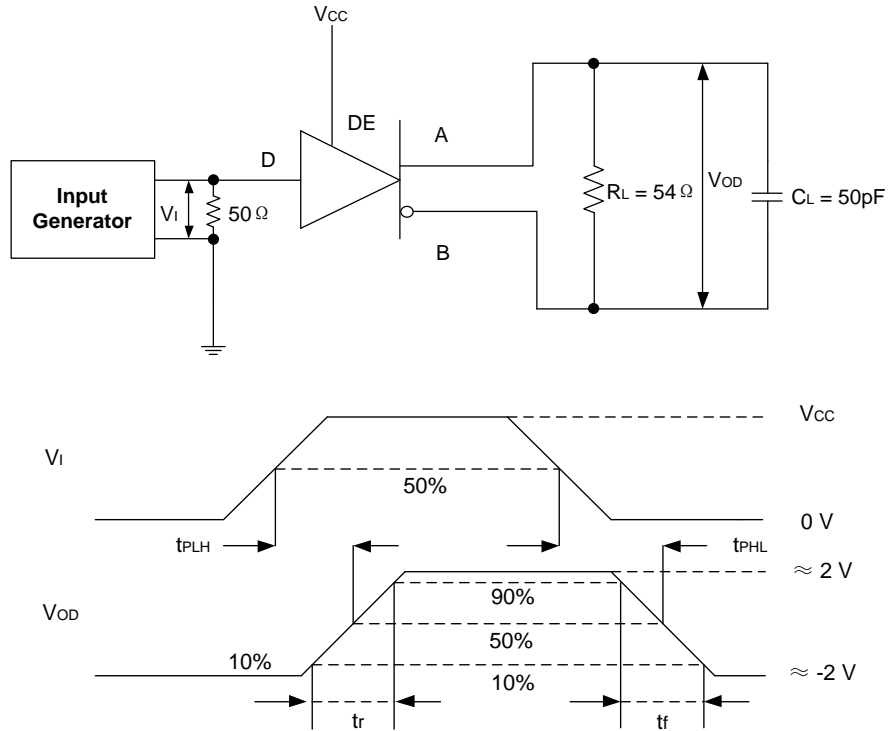 VCC
DE
A
D
Input
Generator
VI
50 Ω
RL = 54 Ω
VOD
CL = 50pF
B
VCC
VI
50%
0 V
tPLH
tPHL
≈ 2 V
90%
VOD
50%
10%
10%
≈ -2 V
tr
tf